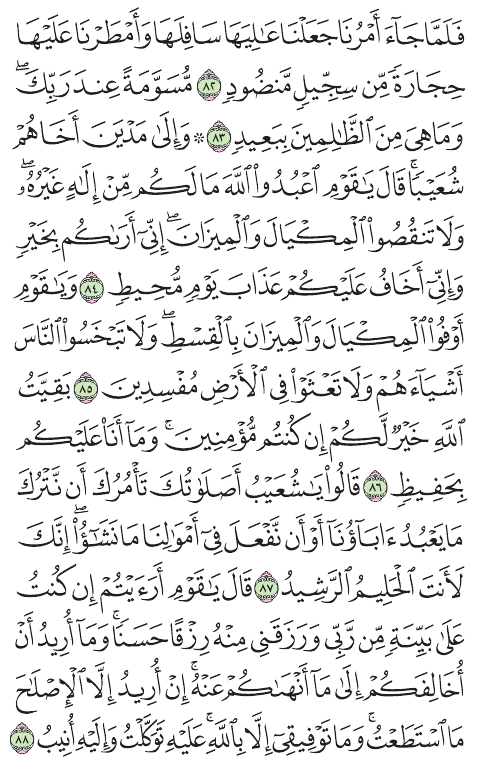 فَلَمَّا جَآءَ أَمْرُنَا جَعَلْنَا عَٰلِيَهَا سَافِلَهَا وَأَمْطَرْنَا عَلَيْهَا
حِجَارَةً مِّن سِجِّيلٍ مَّنضُودٍ ٨٢ مُّسَوَّمَةً عِندَ رَبِّكَۖ
وَمَا هِيَ مِنَ ٱلظَّٰلِمِينَ بِبَعِيدٍ ٨٣ ۞ وَإِلَىٰ مَدْيَنَ أَخَاهُمْ
شُعَيْبًاۚ قَالَ يَٰقَوْمِ ٱعْبُدُوا۟ ٱللَّهَ مَا لَكُم مِّنْ إِلَٰهٍ غَيْرُهُۥۖ
وَلَا تَنقُصُوا۟ ٱلْمِكْيَالَ وَٱلْمِيزَانَۖ إِنِّيٓ أَرَىٰكُم بِخَيْرٍ
وَإِنِّيٓ أَخَافُ عَلَيْكُمْ عَذَابَ يَوْمٍ مُّحِيطٍ ٨٤ وَيَٰقَوْمِ
أَوْفُوا۟ ٱلْمِكْيَالَ وَٱلْمِيزَانَ بِٱلْقِسْطِۖ وَلَا تَبْخَسُوا۟ ٱلنَّاسَ
أَشْيَآءَهُمْ وَلَا تَعْثَوْا۟ فِي ٱلْأَرْضِ مُفْسِدِينَ ٨٥ بَقِيَّتُ
ٱللَّهِ خَيْرٌ لَّكُمْ إِن كُنتُم مُّؤْمِنِينَۚ وَمَآ أَنَا۠ عَلَيْكُم
بِحَفِيظٍ ٨٦ قَالُوا۟ يَٰشُعَيْبُ أَصَلَوٰتُكَ تَأْمُرُكَ أَن نَّتْرُكَ
مَا يَعْبُدُ ءَابَآؤُنَآ أَوْ أَن نَّفْعَلَ فِيٓ أَمْوَٰلِنَا مَا نَشَٰٓؤُا۟ۖ إِنَّكَ
لَأَنتَ ٱلْحَلِيمُ ٱلرَّشِيدُ ٨٧ قَالَ يَٰقَوْمِ أَرَءَيْتُمْ إِن كُنتُ
عَلَىٰ بَيِّنَةٍ مِّن رَّبِّي وَرَزَقَنِي مِنْهُ رِزْقًا حَسَنًاۚ وَمَآ أُرِيدُ أَنْ
أُخَالِفَكُمْ إِلَىٰ مَآ أَنْهَىٰكُمْ عَنْهُۚ إِنْ أُرِيدُ إِلَّا ٱلْإِصْلَٰحَ
مَا ٱسْتَطَعْتُۚ وَمَا تَوْفِيقِيٓ إِلَّا بِٱللَّهِۚ عَلَيْهِ تَوَكَّلْتُ وَإِلَيْهِ أُنِيبُ ٨٨